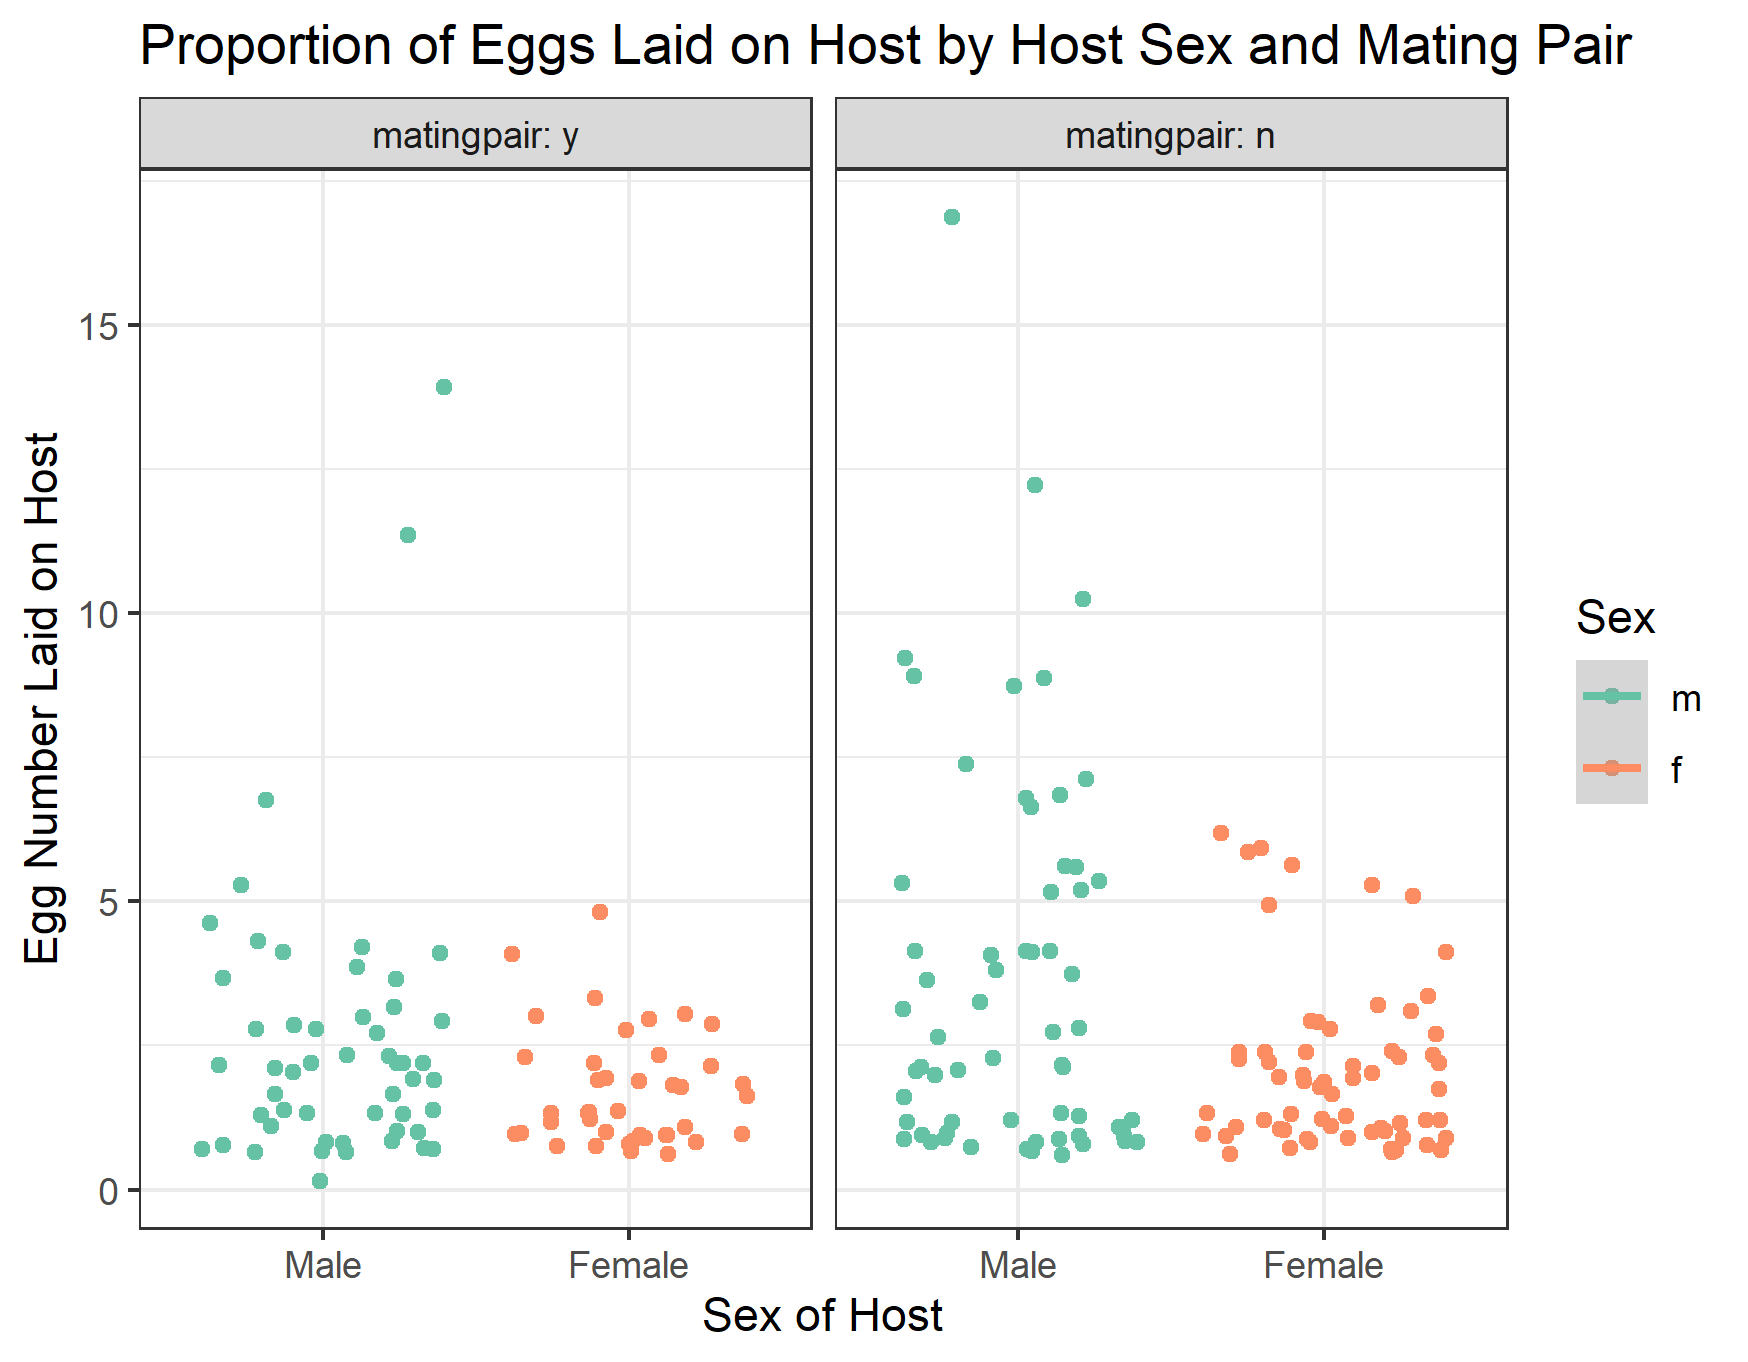 Proportion of Eggs Laid on Host by Host Sex and Mating Pair
matingpair: y
matingpair: n
Egg Number Laid on Host
15
10
5
0
Male
Female
Male
Female
Sex of Host
Sex
m
f